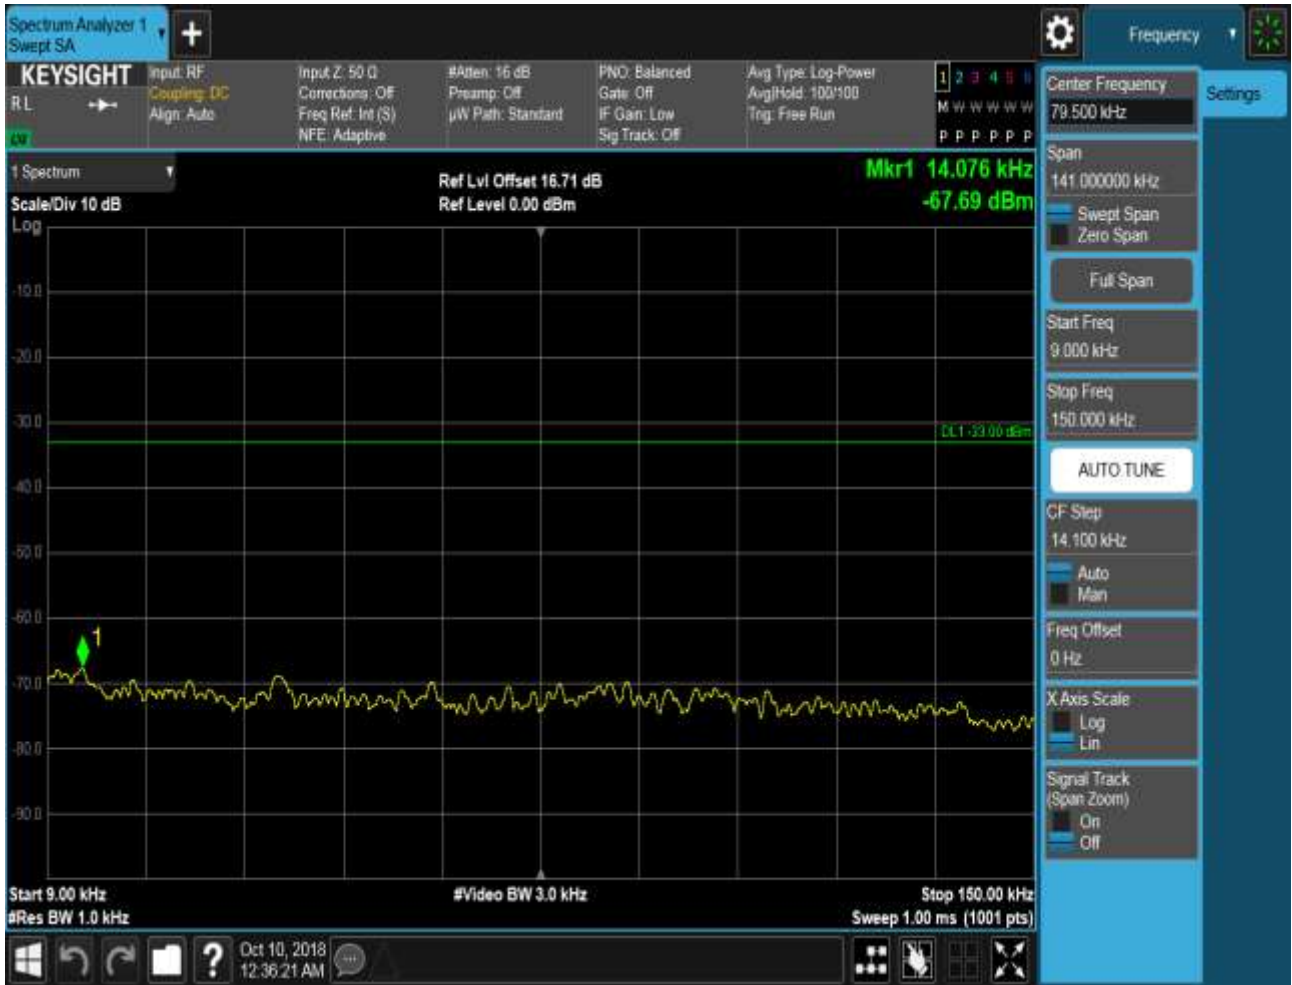 Spectrum Analyzer 1
Swept SA
+
Frequency
KEYSIGHT
RL
Input: RF
Coupling: DC
Align: Auto
Input Z: 50 Ω
Corrections: Off
Freq Ref: Int (S)
NFE: Adaptive
#Atten: 16 dB
Preamp: Off
µW Path: Standard
PNO: Balanced
Gate: Off
IF Gain: Low
Sig Track: Off
Avg Type: Log-Power
Avg|Hold: 100/100
Trig: Free Run
1 2 3 4 5 6
M W W W W W
P P P P P P
1 Spectrum
Scale/Div 10 dB
Log
Ref Lvl Offset 16.71 dB
Ref Level 0.00 dBm
Mkr1 14.076 kHz
-67.69 dBm
-10.0
-20.0
-30.0
DL1 -33.00 dBm
-40.0
-50.0
-60.0
1
-70.0
-80.0
-90.0
Start 9.00 kHz
#Res BW 1.0 kHz
#Video BW 3.0 kHz
Stop 150.00 kHz
Sweep 1.00 ms (1001 pts)
Center Frequency
79.500 kHz
Settings
Span
141.000000 kHz
Swept Span
Zero Span
Full Span
Start Freq
9.000 kHz
Stop Freq
150.000 kHz
AUTO TUNE
CF Step
14.100 kHz
Auto
Man
Freq Offset
0 Hz
X Axis Scale
Log
Lin
Signal Track
(Span Zoom)
On
Off
?
Oct 10, 2018
12:36:21 AM